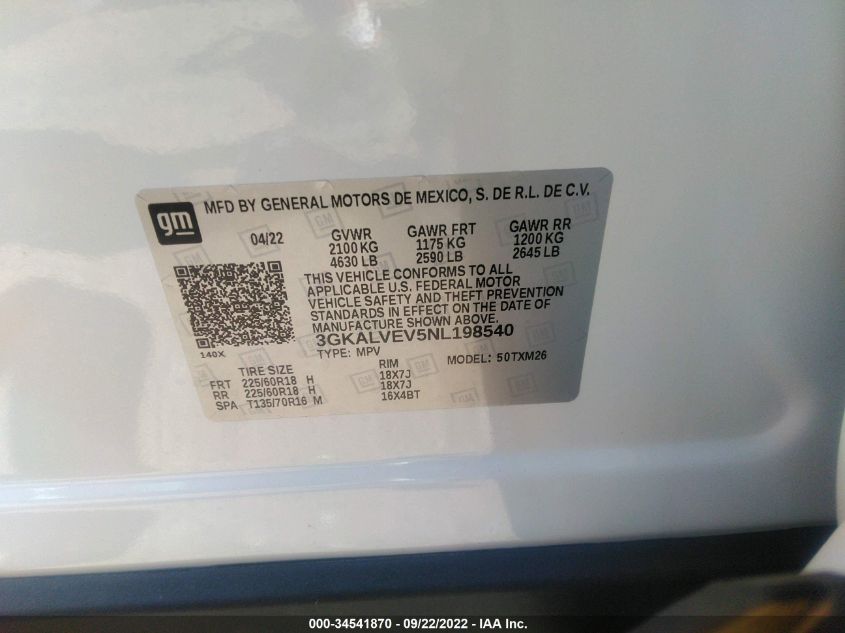 gm
MFD BY GENERAL MOTORS DE MEXICO, S. DE R.L. DE C.V.
04/22 GVWR GAWR FRT GAWR RR
2100 KG 1175 KG 1200 KG
4630 LB 2590 LB 2645 LB
THIS VEHICLE CONFORMS TO ALL
APPLICABLE U.S. FEDERAL MOTOR
VEHICLE SAFETY AND THEFT PREVENTION
STANDARDS IN EFFECT ON THE DATE OF
MANUFACTURE SHOWN ABOVE.
3GKALVEV5NL198540
140X
TYPE: MPV MODEL: 50TXM26
TIRE SIZE RIM
FRT 225/60R18 H 18X7J
RR 225/60R18 H 18X7J
SPA T135/70R16 M 16X4BT
000-34541870 - 09/22/2022 - IAA Inc.